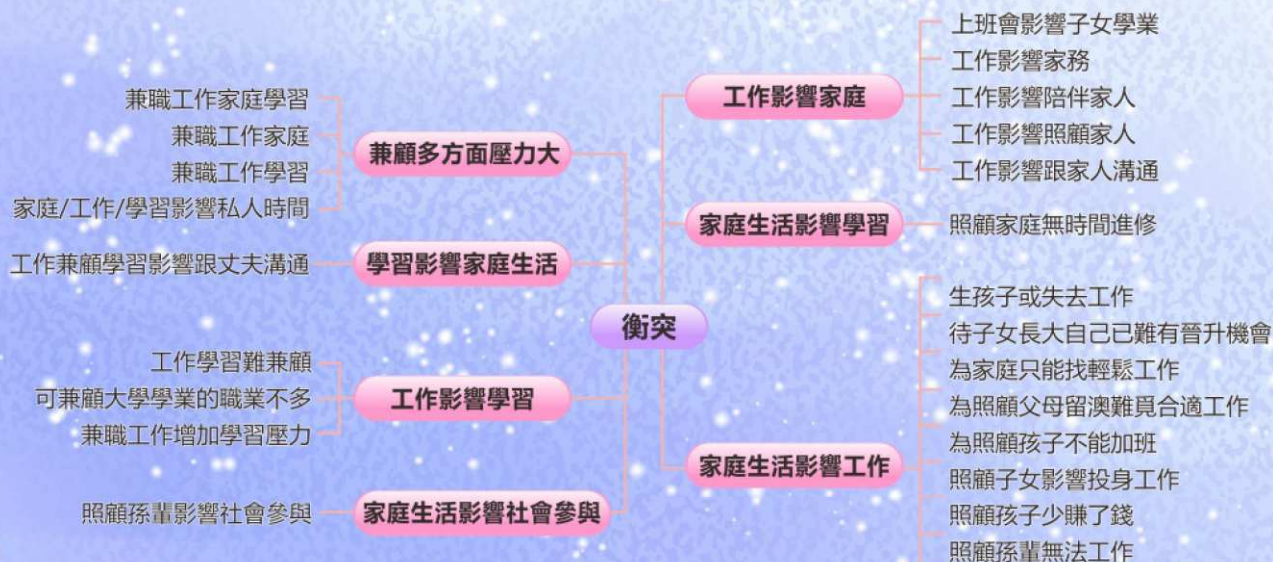 衝突
兼顧多方面壓力大
兼職工作家庭學習
兼職工作家庭
兼職工作學習
家庭/工作/學習影響私人時間
學習影響家庭生活
工作兼顧學習影響跟丈夫溝通
工作影響學習
工作學習難兼顧
可兼顧大學學業的職業不多
兼職工作增加學習壓力
家庭生活影響社會參與
照顧孫輩影響社會參與
工作影響家庭
上班會影響子女學業
工作影響家務
工作影響陪伴家人
工作影響照顧家人
工作影響跟家人溝通
家庭生活影響學習
照顧家庭無時間進修
家庭生活影響工作
生孩子或失去工作
待子女長大自己已難有晉升機會
為家庭只能找輕鬆工作
為照顧父母留澳難覓合適工作
為照顧孩子不能加班
照顧子女影響投身工作
照顧孩子少賺了錢
照顧孫輩無法工作